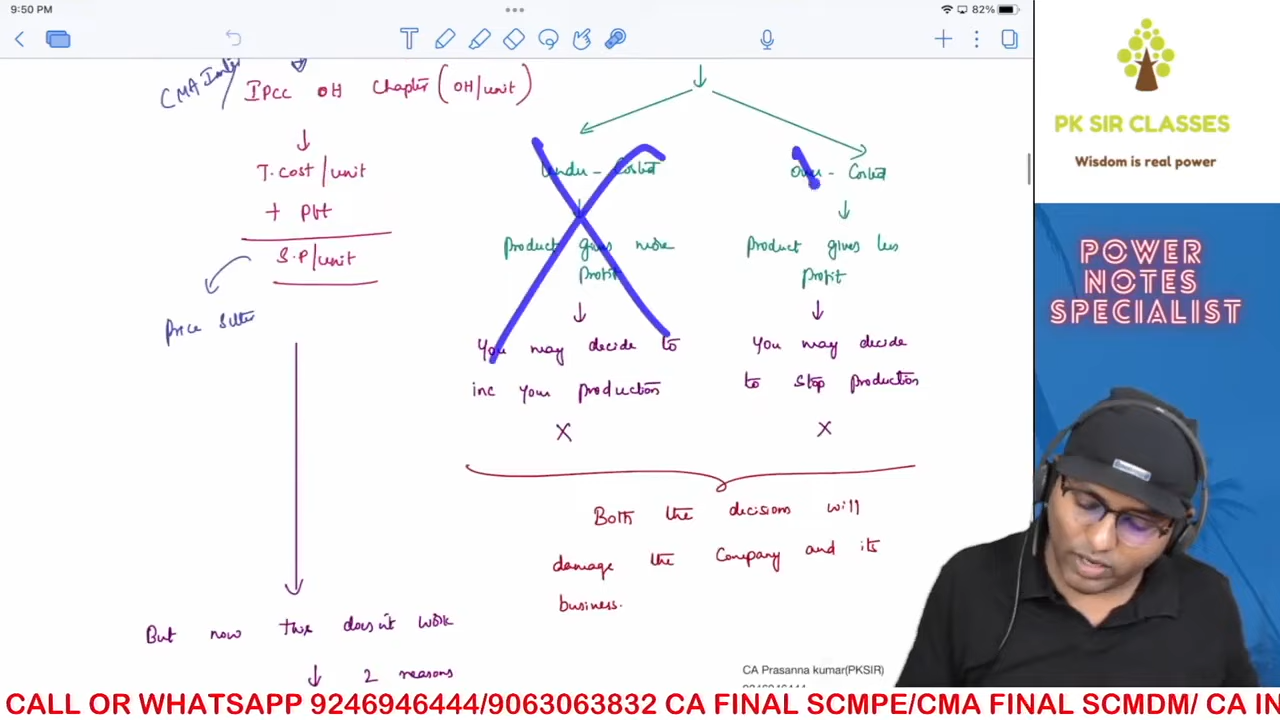 9:50 PM
82%
CMA Inter/
IPCC OH Chapter (OH/unit)
T.cost/unit
+ Pbt
S.P/unit
Price Setter
But now this doesn't work
2 reasons
Under - Costed
Product gives more
Profit
You may decide to
inc your production
X
Over - Costed
Product gives less
Profit
You may decide
to stop production
X
Both the decisions will
damage the Company and its
business.
CA Prasanna kumar(PKSIR)
9246946444
PK SIR CLASSES
Wisdom is real power
POWER
NOTES
SPECIALIST
CALL OR WHATSAPP 9246946444/9063063832 CA FINAL SCMPE/CMA FINAL SCMDM/ CA IN